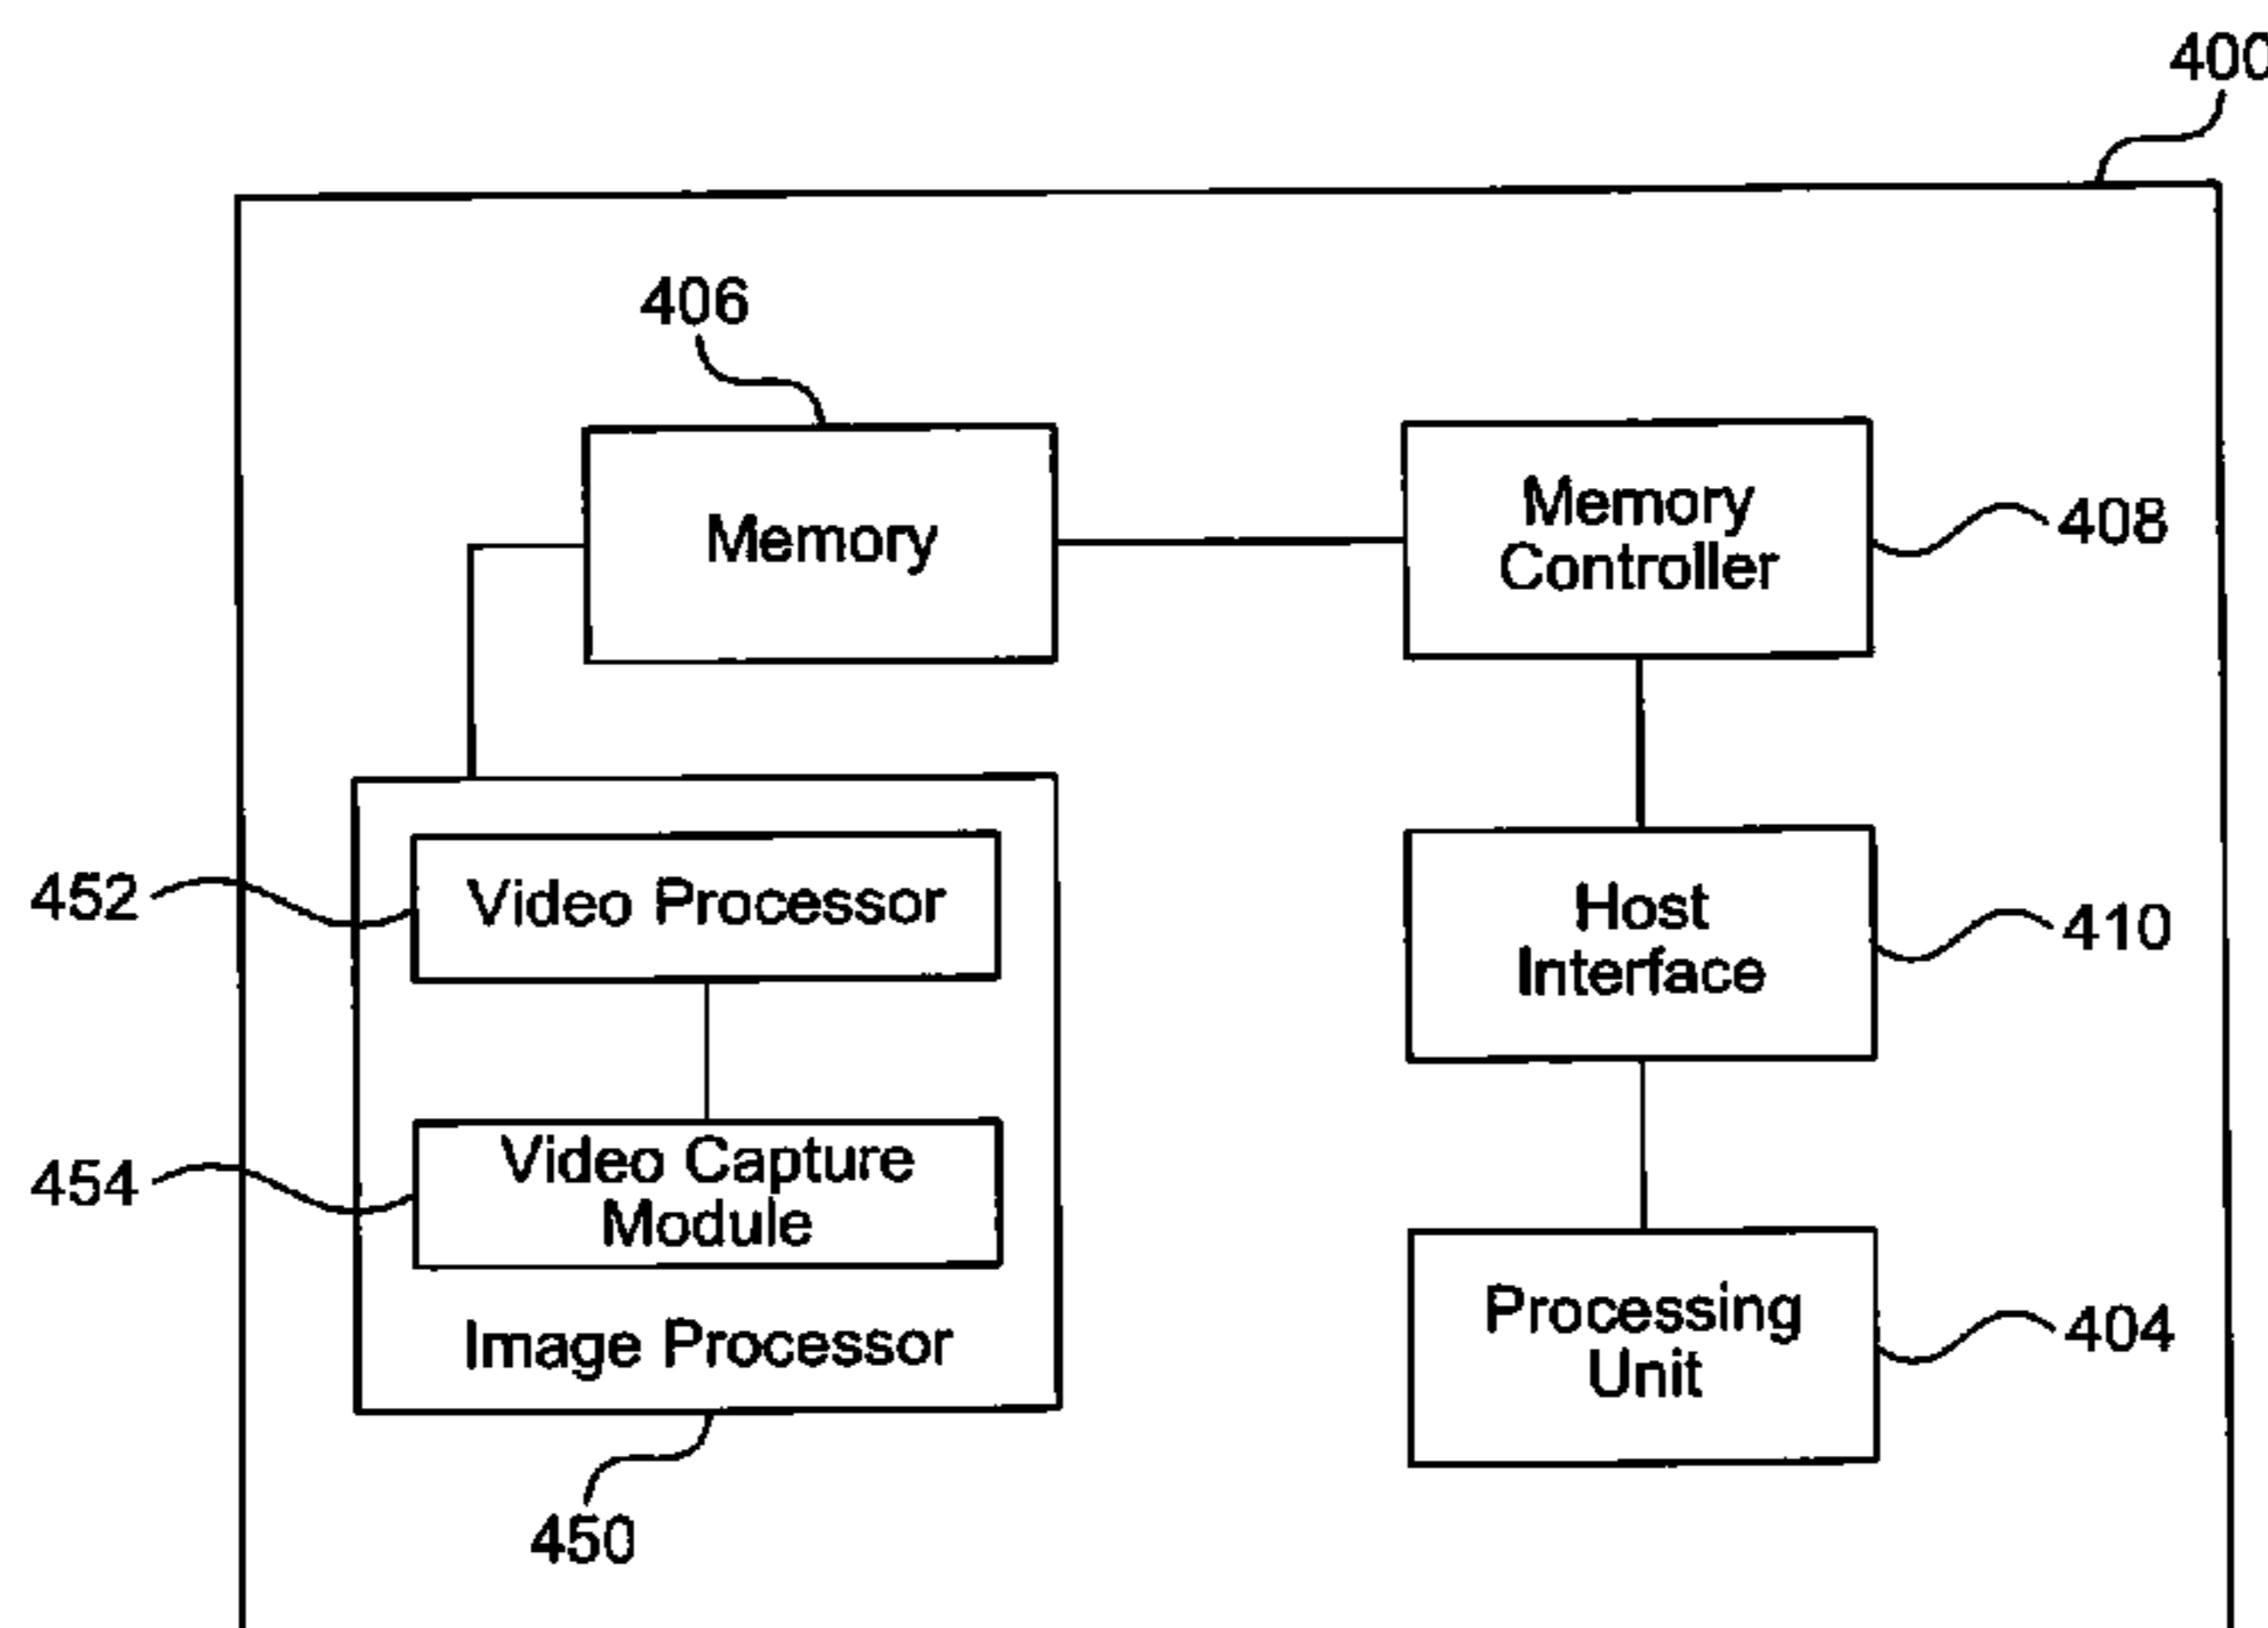 400
406
Memory
Memory
Controller
408
452
Video Processor
Host
Interface
410
454
Video Capture
Module
Image Processor
Processing
Unit
404
450